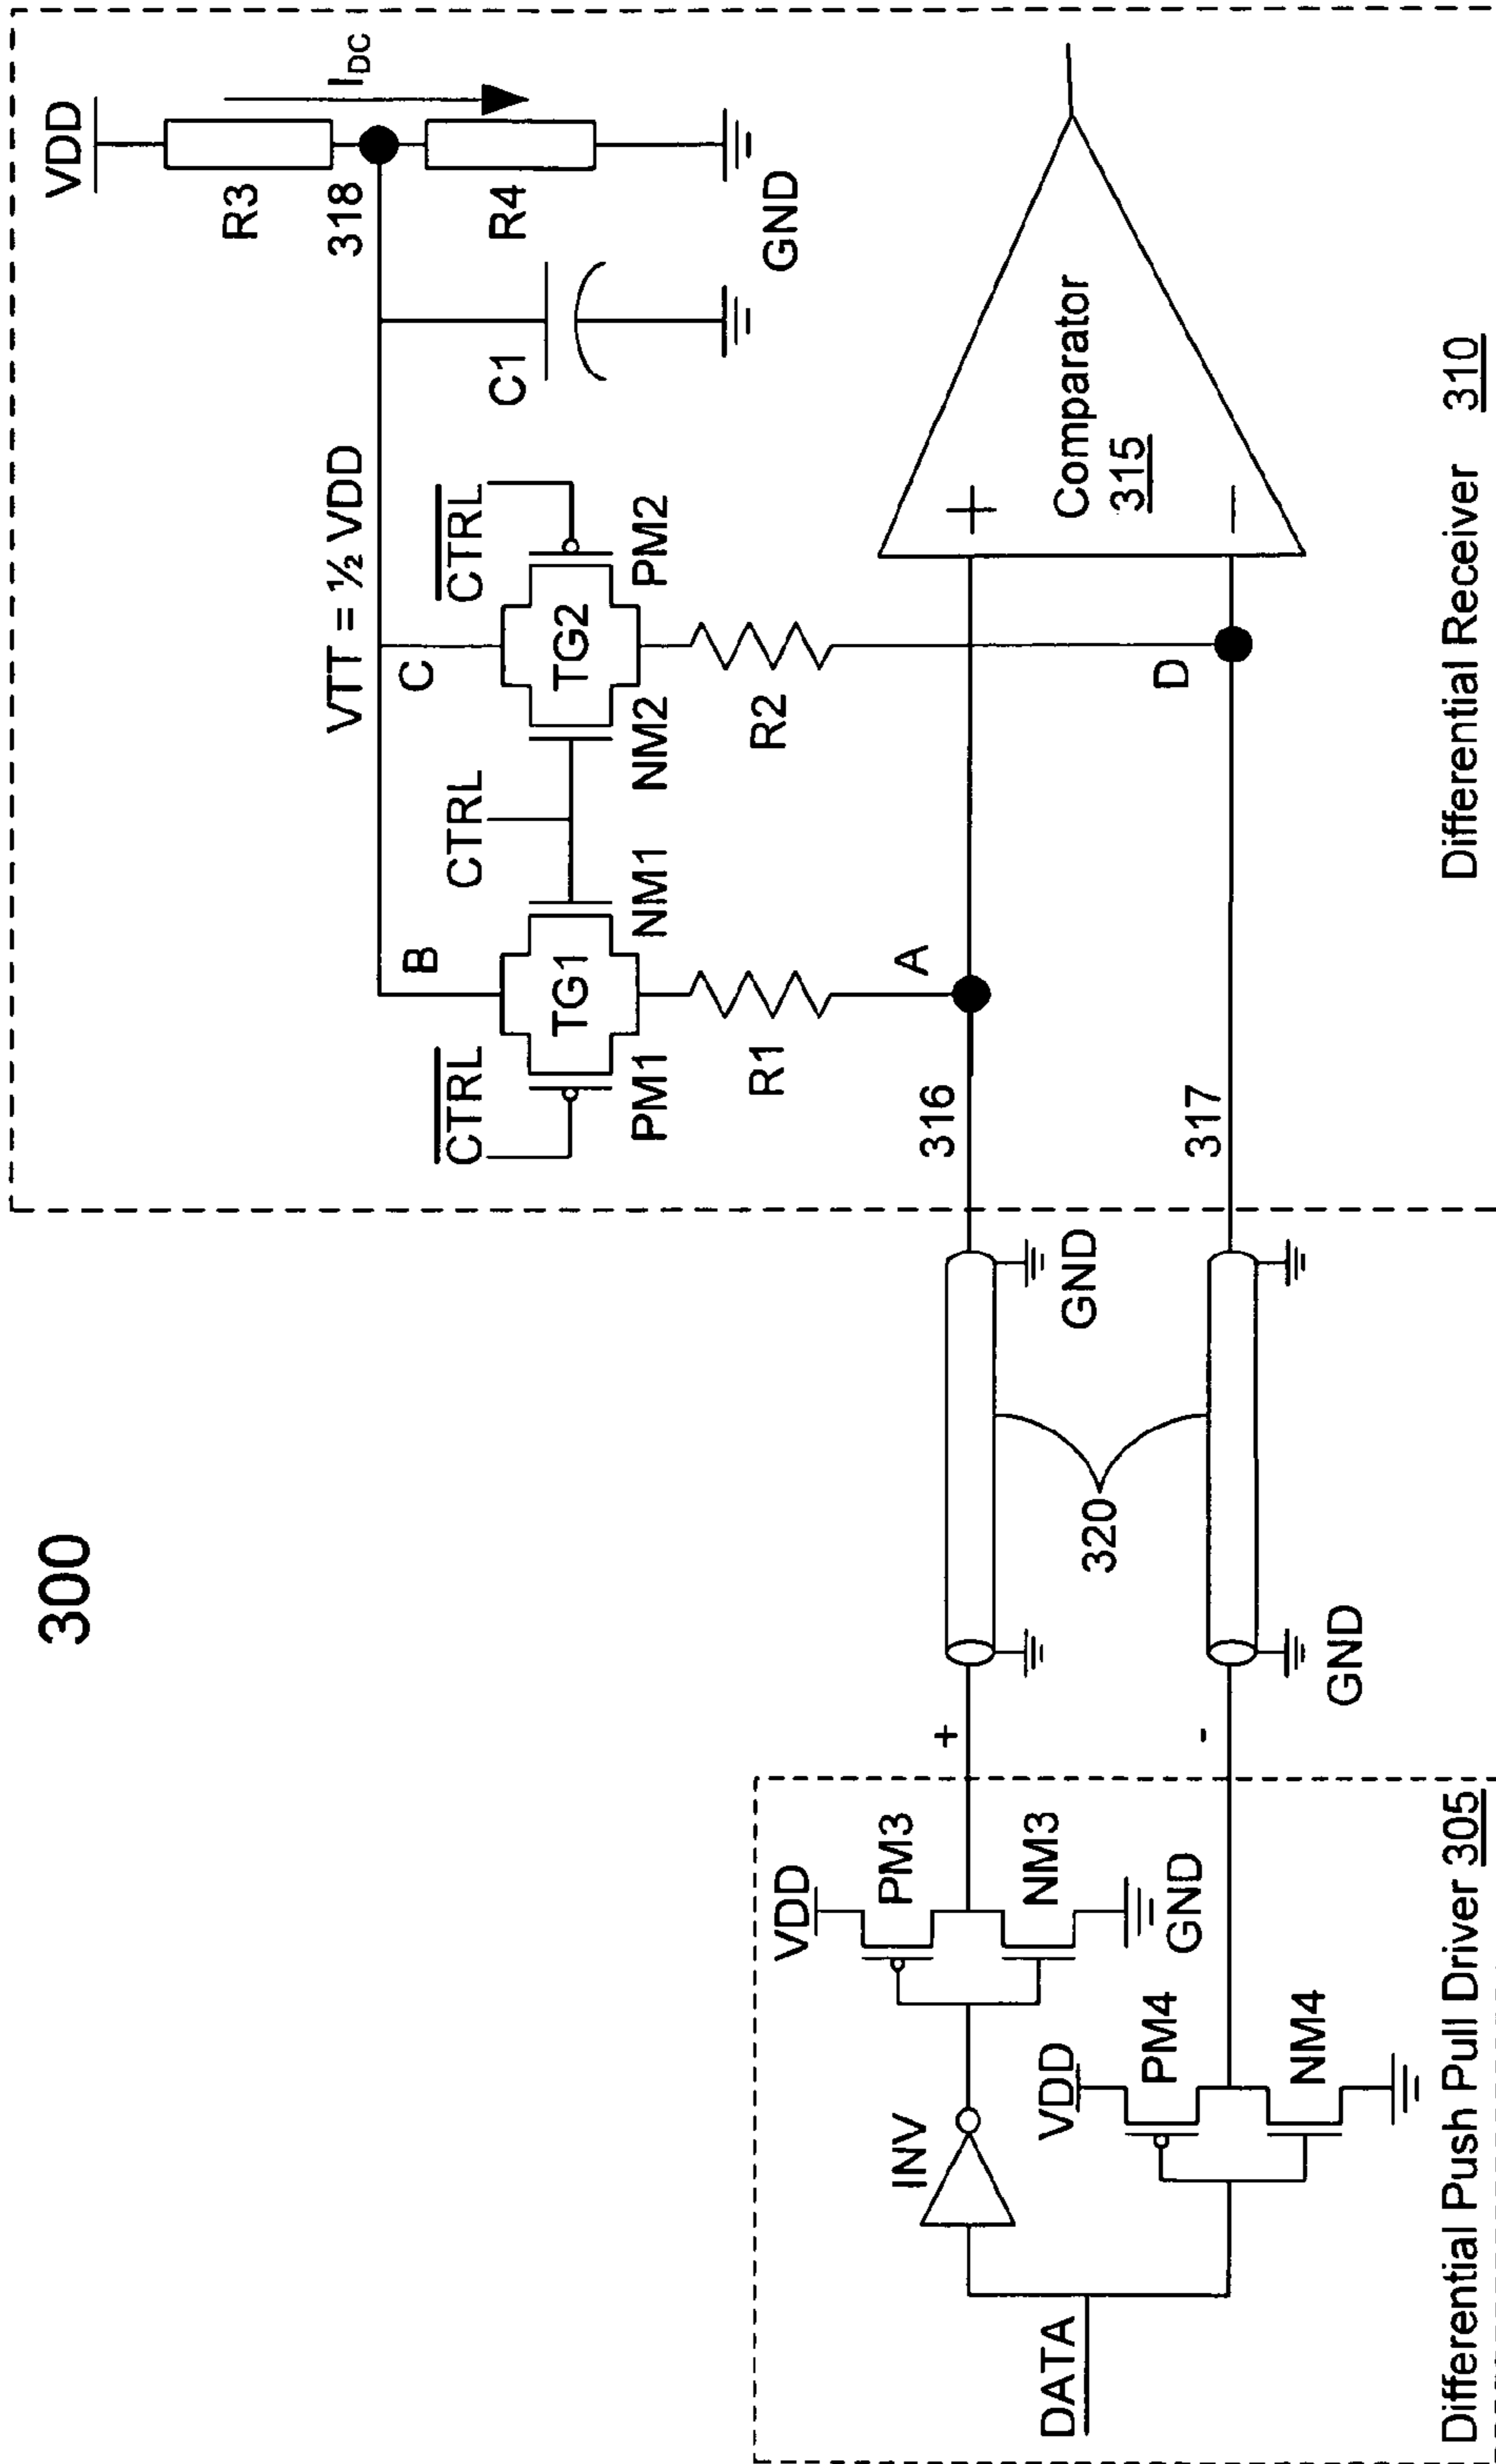 300
VDD
I_DC
R3
318
R4
VTT = ½ VDD
C1
GND
B
C
CTRL
CTRL
CTRL
TG1
TG2
PM1
NM1
NM2
PM2
R1
R2
A
D
316
317
+
−
Comparator
315
Differential Receiver 310
GND
320
GND
+
-
VDD
PM3
NM3
GND
INV
VDD
PM4
NM4
DATA
Differential Push Pull Driver 305